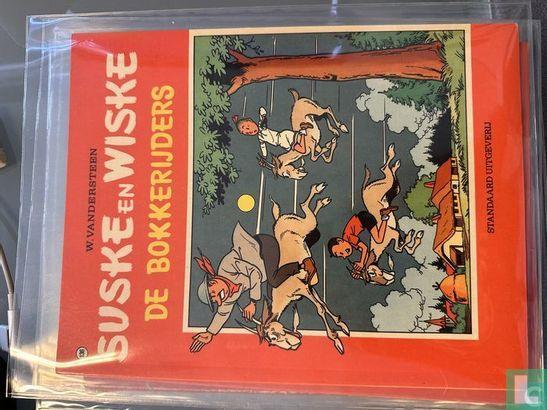 W. VANDERSTEEN
SUSKE EN WISKE
DE BOKKERIJDERS
STANDAARD UITGEVERIJ